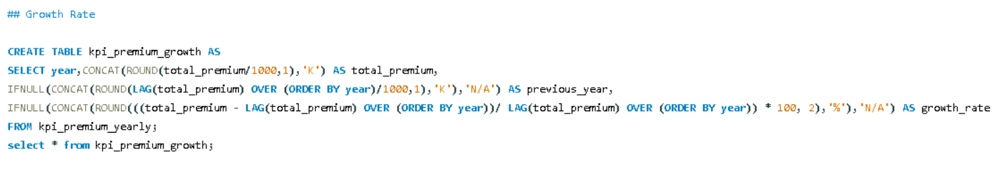 ## Growth Rate
CREATE TABLE kpi_premium_growth AS
SELECT year,CONCAT(ROUND(total_premium/1000,1),'K') AS total_premium,
IFNULL(CONCAT(ROUND(LAG(total_premium) OVER (ORDER BY year)/1000,1),'K'),'N/A') AS previous_year,
IFNULL(CONCAT(ROUND(((total_premium - LAG(total_premium) OVER (ORDER BY year))/ LAG(total_premium) OVER (ORDER BY year)) * 100, 2),'%'),'N/A') AS growth_rate
FROM kpi_premium_yearly;
select * from kpi_premium_growth;